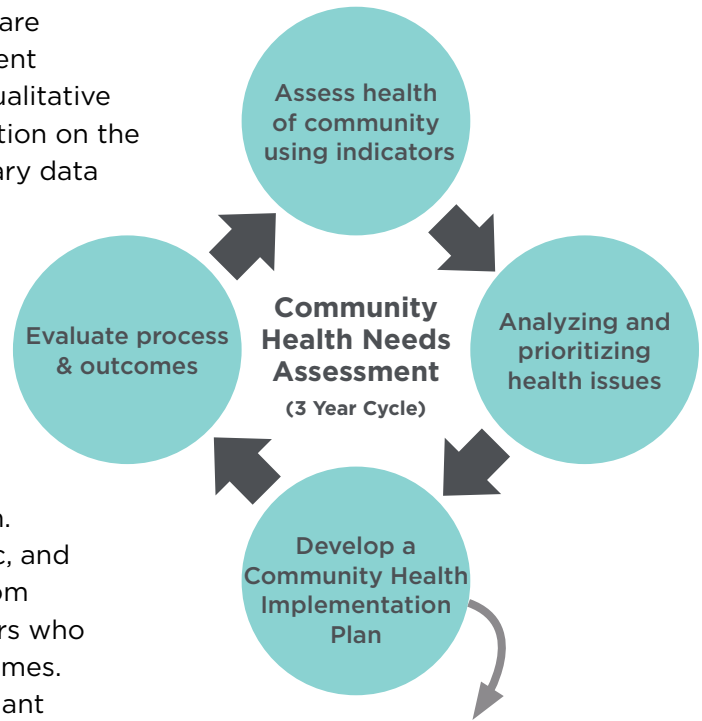 are
ent
ualitative
tion on the
ary data
Assess health
of community
using indicators
Evaluate process
& outcomes
Community
Health Needs
Assessment
(3 Year Cycle)
Analyzing and
prioritizing
health issues
Develop a
Community Health
Implementation
Plan
n.
c, and
om
rs who
mes.
ant